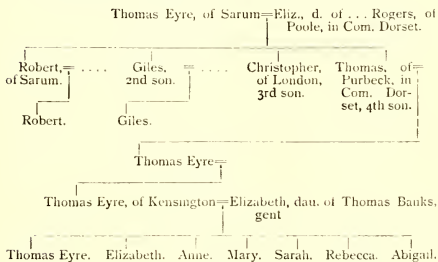 Thomas Eyre, of Sarum=Eliz., d. of . . . Rogers, of
Poole, in Com. Dorset.
Robert,= . . . . Giles, = . . . . Christopher, Thomas, of=
of Sarum. 2nd son. of London, Purbeck, in
3rd son. Com. Dor-
set, 4th son.
Robert. Giles.
Thomas Eyre=
Thomas Eyre, of Kensington=Elizabeth, dau. of Thomas Banks,
gent
Thomas Eyre. Elizabeth. Anne. Mary. Sarah. Rebecca. Abigail.